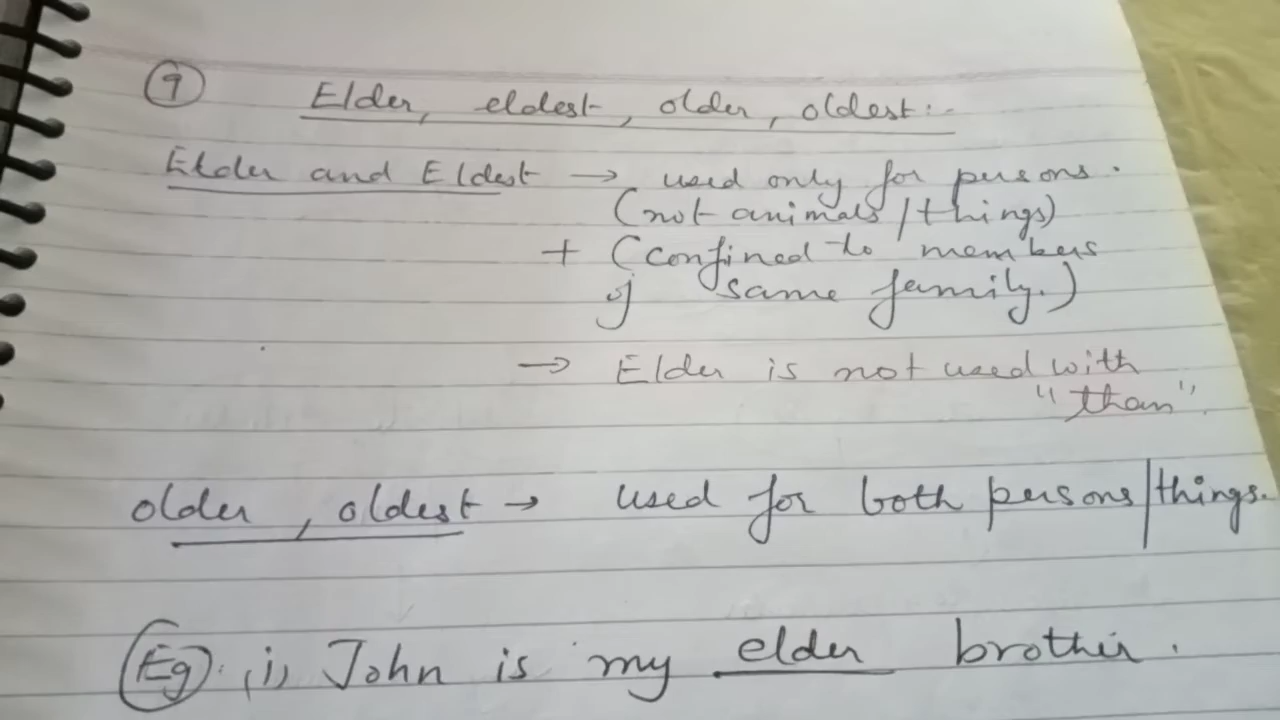 9 Elder, eldest, older, oldest:-
Elder and Eldest → used only for persons.
(not animals/things)
+ (confined to members
of same family.)
→ Elder is not used with
"than".
older, oldest → used for both persons/things.
Eg: (i) John is my elder brother.